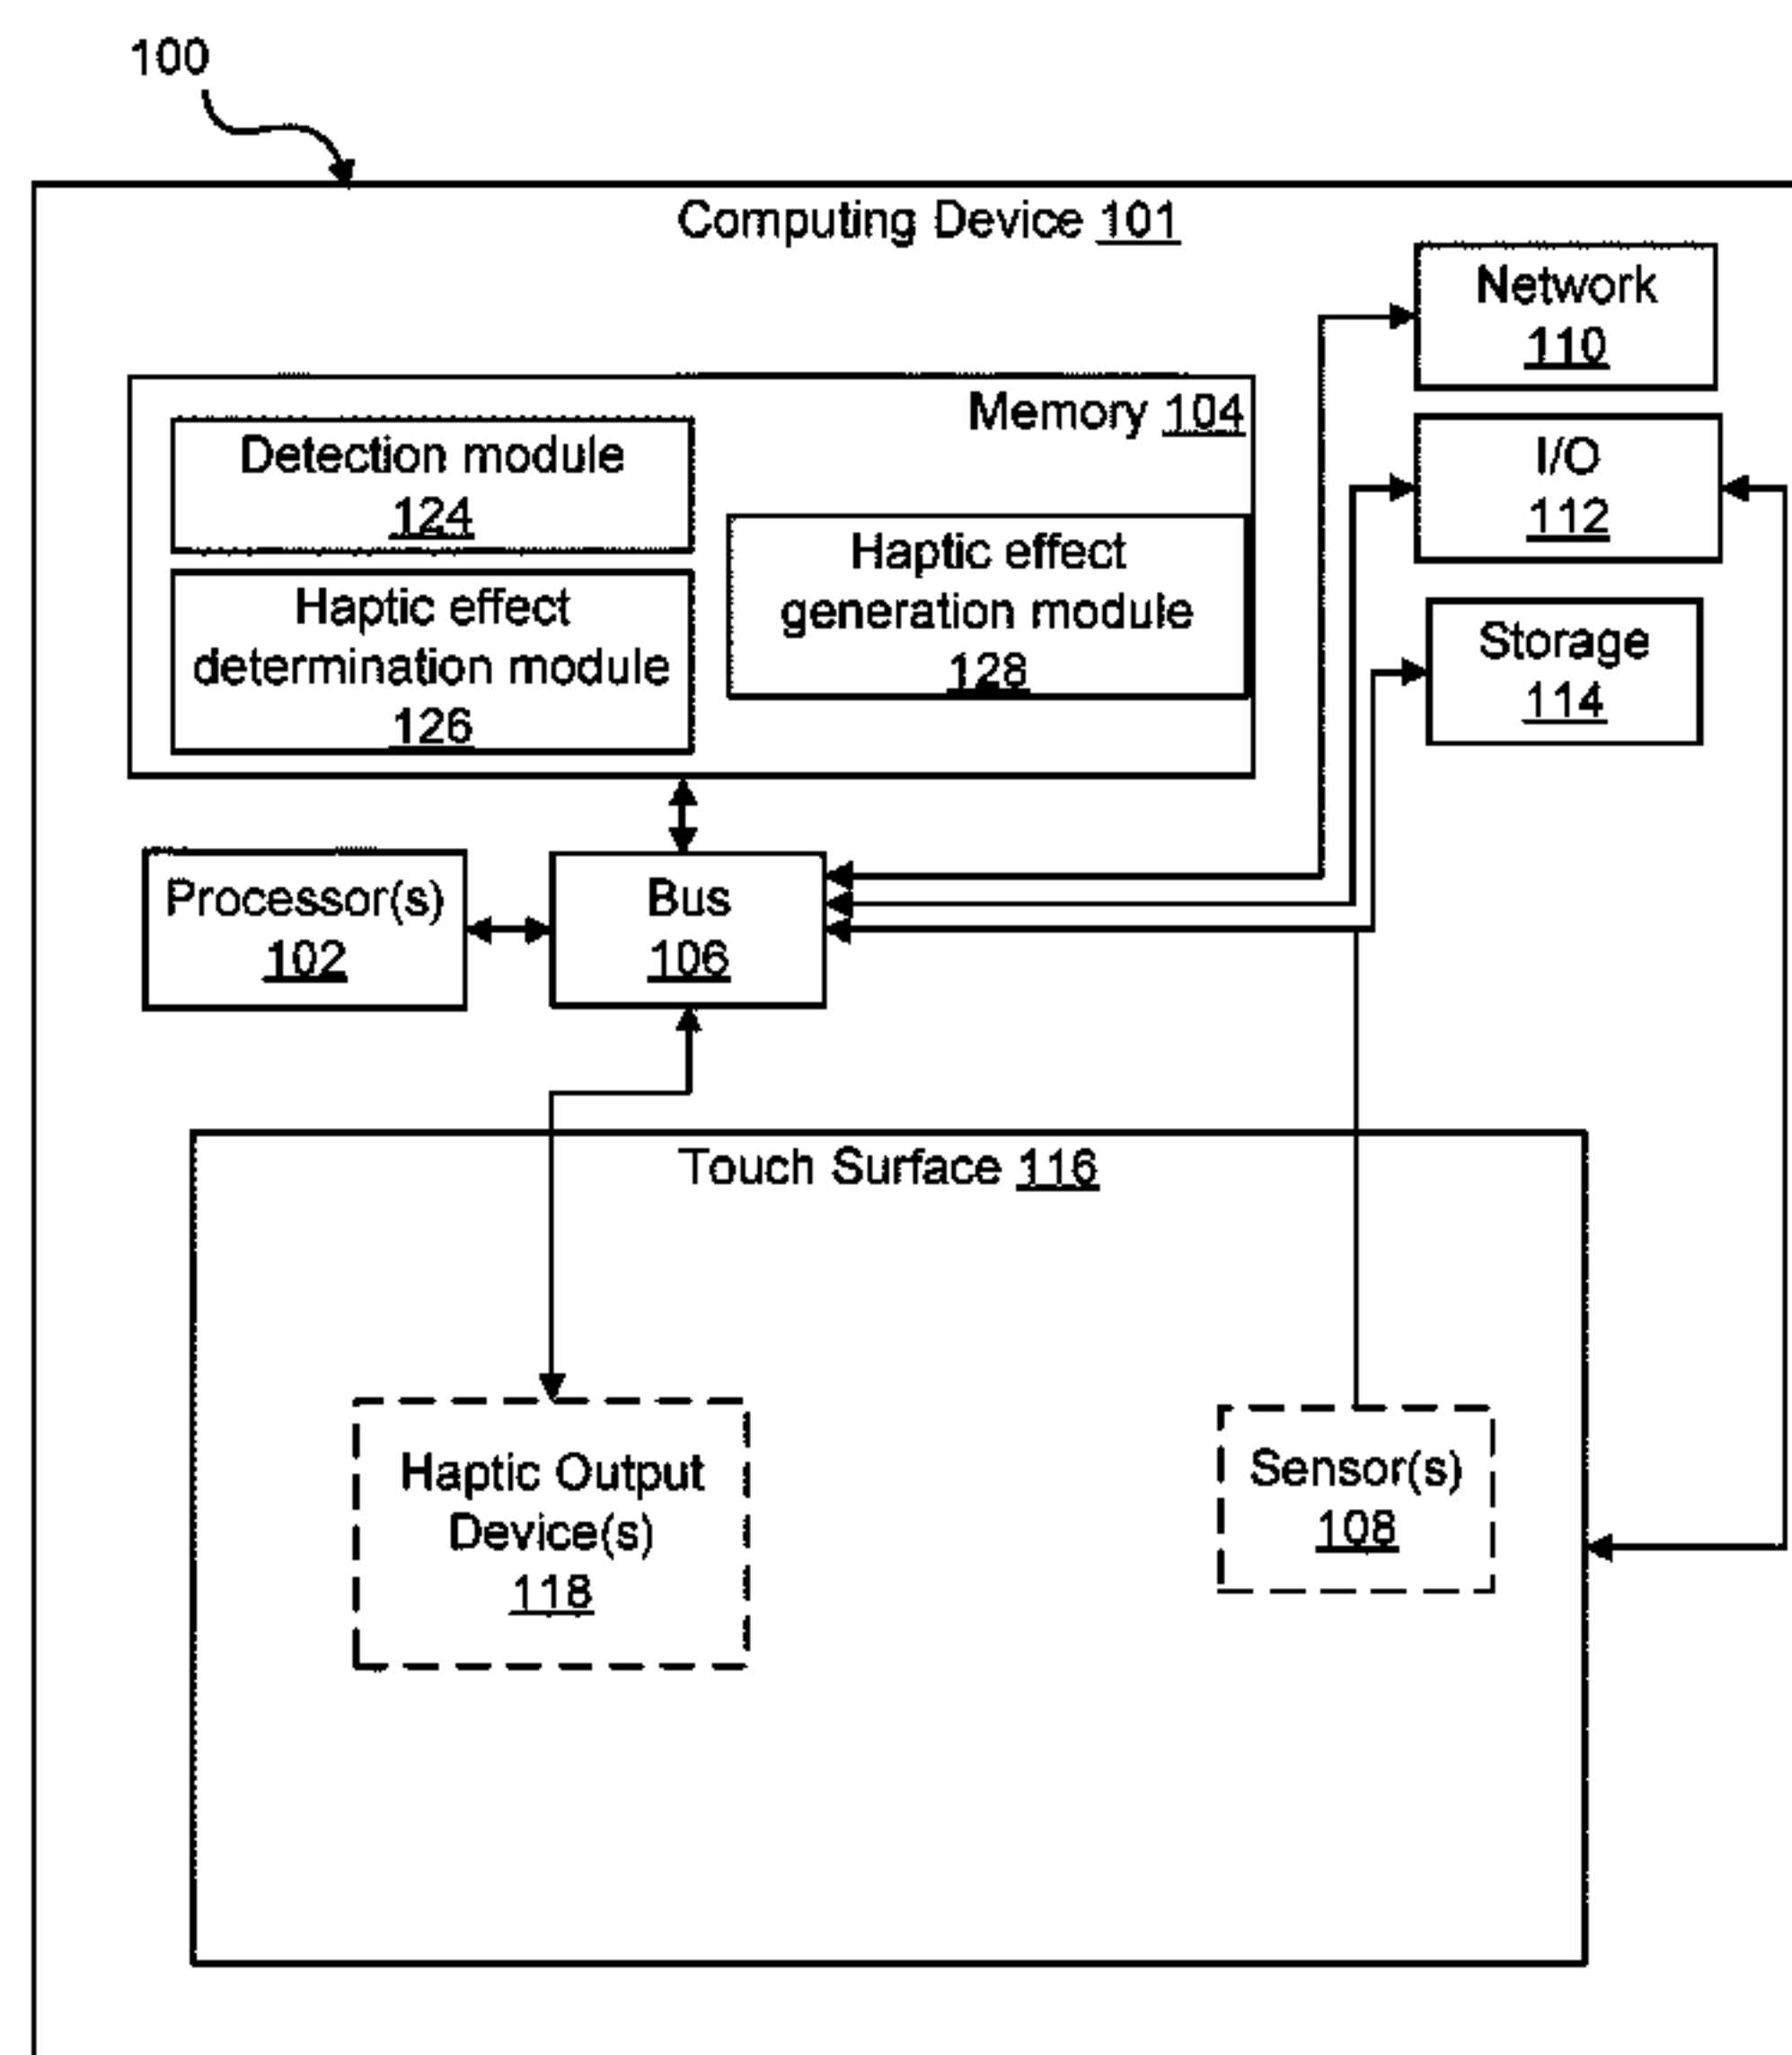 100
Computing Device 101
Network
110
Memory 104
Detection module
124
I/O
112
Haptic effect
generation module
128
Haptic effect
determination module
126
Storage
114
Processor(s)
102
Bus
106
Touch Surface 116
Haptic Output
Device(s)
118
Sensor(s)
108